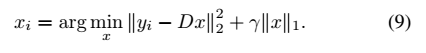 x_i = arg min_x ‖y_i − Dx‖_2^2 + γ‖x‖_1. (9)